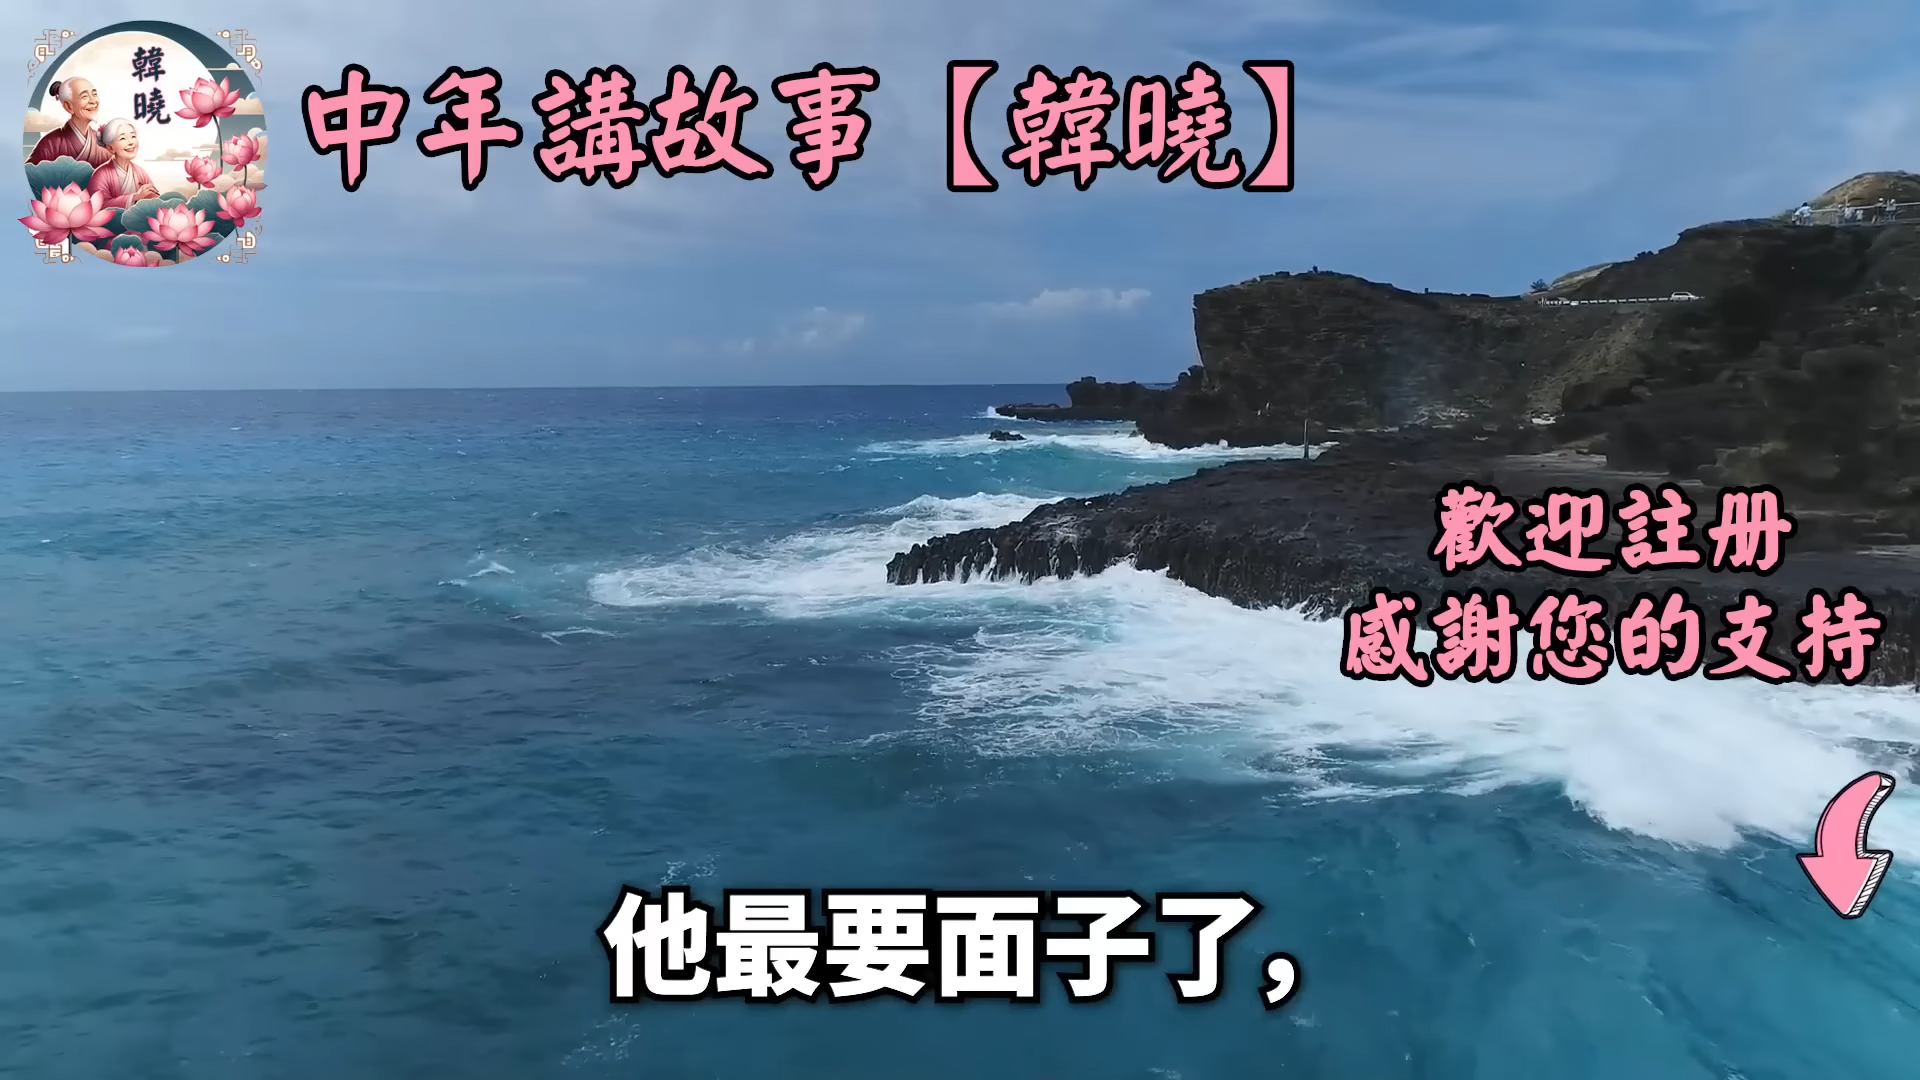 韓曉
中年講故事【韓曉】
歡迎註册
感謝您的支持
他最要面子了,